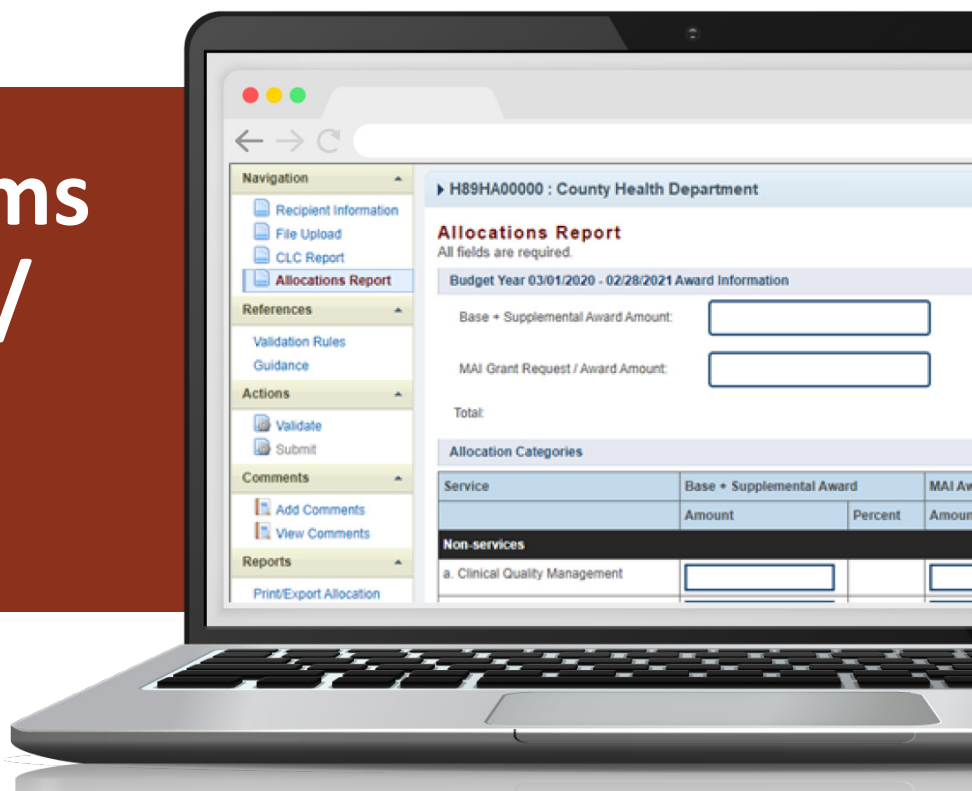 ms
/
Navigation
Recipient Information
File Upload
CLC Report
Allocations Report
References
Validation Rules
Guidance
Actions
Validate
Submit
Comments
Add Comments
View Comments
Reports
Print/Export Allocation
H89HA00000 : County Health Department
Allocations Report
All fields are required.
Budget Year 03/01/2020 - 02/28/2021 Award Information
Base + Supplemental Award Amount:
MAI Grant Request / Award Amount:
Total:
Allocation Categories
Service Base + Supplemental Award MAI Aw
Amount Percent Amoun
Non-services
a. Clinical Quality Management